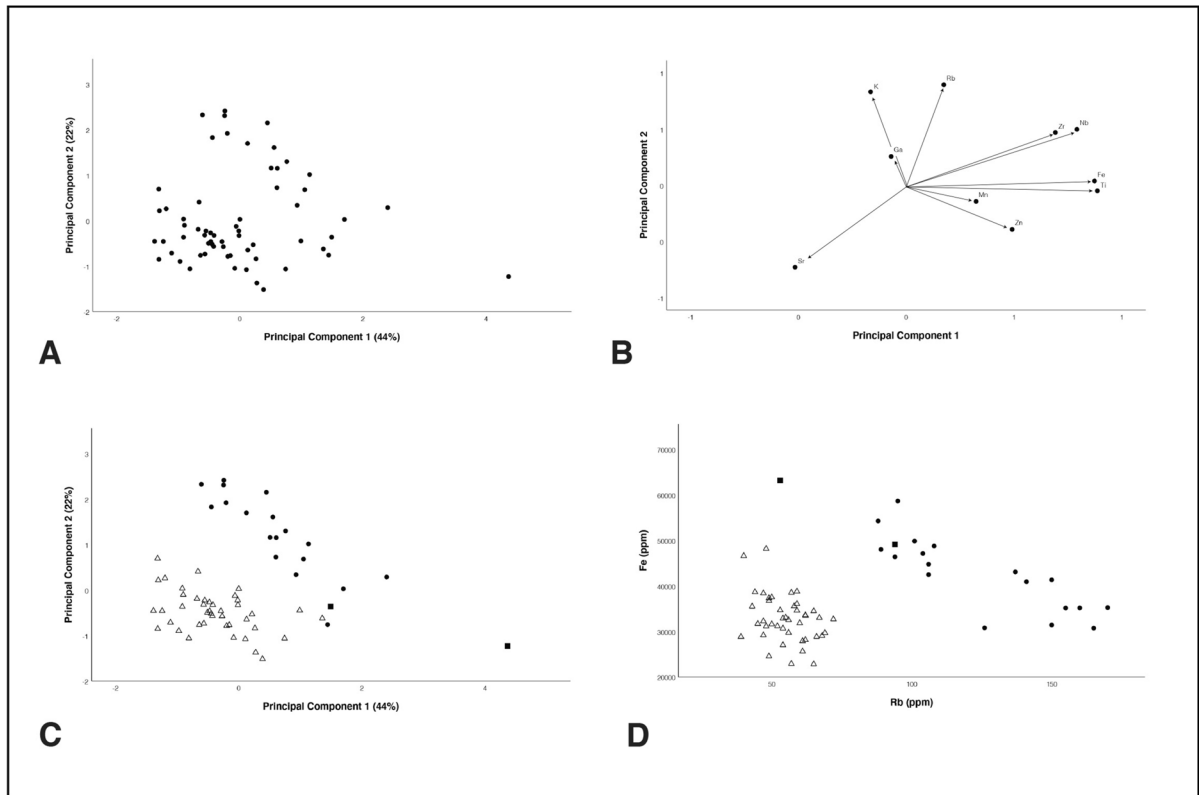 3
2
1
0
-1
-2
-2
0
2
4
Principal Component 2 (22%)
Principal Component 1 (44%)
A
1
1
0
0
-1
-1
0
0
1
1
K
Rb
Ga
Zr
Nb
Fe
Ti
Mn
Zn
Sr
Principal Component 2
Principal Component 1
B
3
2
1
0
-1
-2
-2
0
2
4
Principal Component 2 (22%)
Principal Component 1 (44%)
C
70000
60000
50000
40000
30000
20000
50
100
150
Fe (ppm)
Rb (ppm)
D